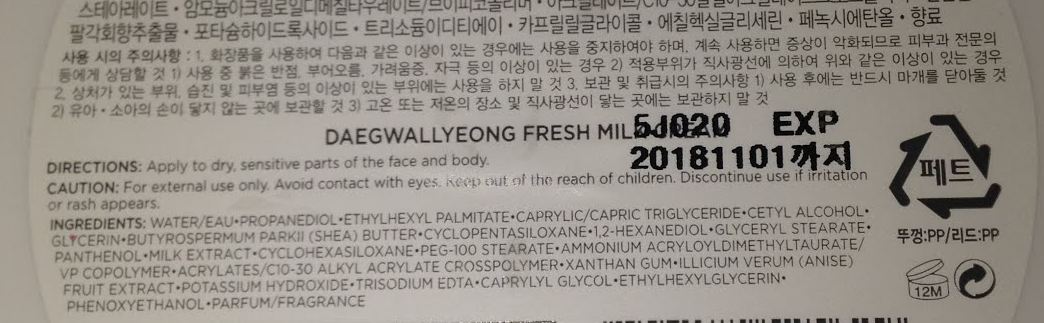 팔각회향추출물 • 포타슘하이드록사이드 • 트리소듐이디티에이 • 카프릴릴글라이콜 • 에칠헥실글리세린 • 페녹시에탄올 • 향료
사용 시의 주의사항 : 1. 화장품을 사용하여 다음과 같은 이상이 있는 경우에는 사용을 중지하여야 하며, 계속 사용하면 증상이 악화되므로 피부과 전문의
등에게 상담할 것 1) 사용 중 붉은 반점, 부어오름, 가려움증, 자극 등의 이상이 있는 경우 2) 적용부위가 직사광선에 의하여 위와 같은 이상이 있는 경우
2. 상처가 있는 부위, 습진 및 피부염 등의 이상이 있는 부위에는 사용을 하지 말 것 3. 보관 및 취급시의 주의사항 1) 사용 후에는 반드시 마개를 닫아둘 것
2) 유아 • 소아의 손이 닿지 않는 곳에 보관할 것 3) 고온 또는 저온의 장소 및 직사광선이 닿는 곳에는 보관하지 말 것
DAEGWALLYEONG FRESH MILK CREAM
5J020 EXP
20181101까지
DIRECTIONS: Apply to dry, sensitive parts of the face and body.
CAUTION: For external use only. Avoid contact with eyes. Keep out of the reach of children. Discontinue use if irritation
or rash appears.
INGREDIENTS: WATER/EAU•PROPANEDIOL•ETHYLHEXYL PALMITATE•CAPRYLIC/CAPRIC TRIGLYCERIDE•CETYL ALCOHOL•
GLYCERIN•BUTYROSPERMUM PARKII (SHEA) BUTTER•CYCLOPENTASILOXANE•1,2-HEXANEDIOL•GLYCERYL STEARATE•
PANTHENOL•MILK EXTRACT•CYCLOHEXASILOXANE•PEG-100 STEARATE•AMMONIUM ACRYLOYLDIMETHYLTAURATE/
VP COPOLYMER•ACRYLATES/C10-30 ALKYL ACRYLATE CROSSPOLYMER•XANTHAN GUM•ILLICIUM VERUM (ANISE)
FRUIT EXTRACT•POTASSIUM HYDROXIDE•TRISODIUM EDTA•CAPRYLYL GLYCOL•ETHYLHEXYLGLYCERIN•
PHENOXYETHANOL•PARFUM/FRAGRANCE
페트
뚜껑:PP/리드:PP
12M